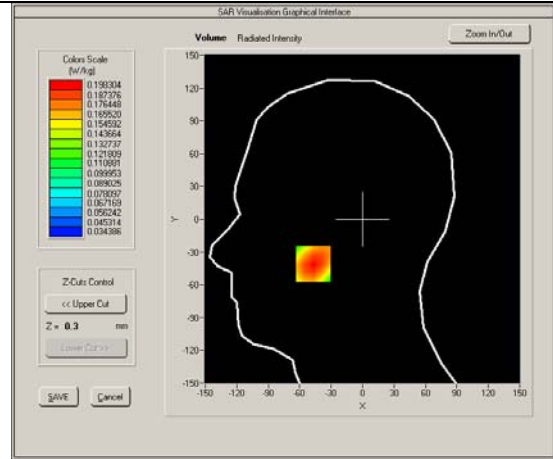 SAR Visualisation Graphical Interface
Volume Radiated Intensity
Zoom In/Out
Colors Scale
(W/kg)
0.198304
0.187376
0.176448
0.165520
0.154592
0.143664
0.132737
0.121809
0.110881
0.099953
0.089025
0.078097
0.067169
0.056242
0.045314
0.034386
Z-Cuts Control
<< Upper Cut
Z = 0.3 mm
SAVE
Cancel
150
120
90
60
30
0
-30
-60
-90
-120
-150
Y
-150 -120 -90 -60 -30 0 30 60 90 120 150
X